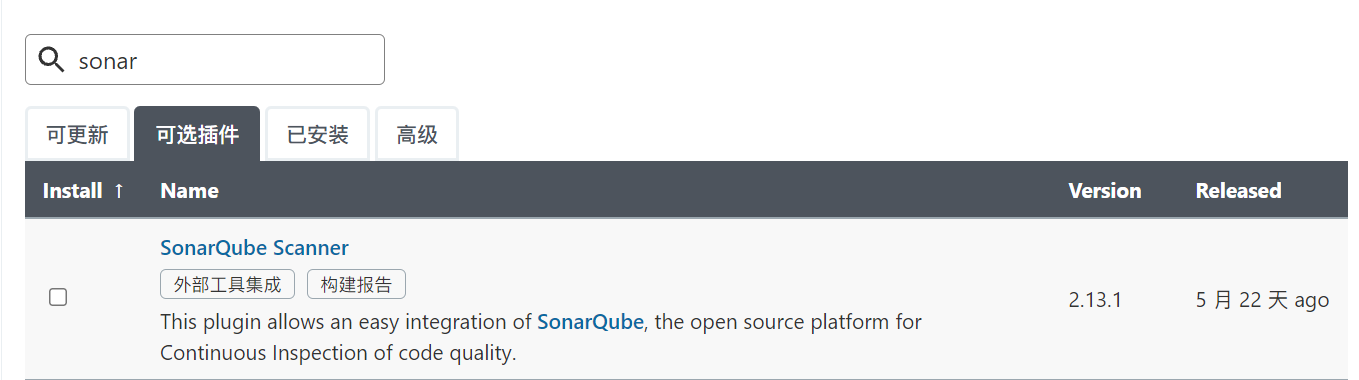 sonar
可更新 可选插件 已安装 高级
Install ↑ Name Version Released
SonarQube Scanner
外部工具集成 构建报告
This plugin allows an easy integration of SonarQube, the open source platform for
Continuous Inspection of code quality.
2.13.1 5 月 22 天 ago